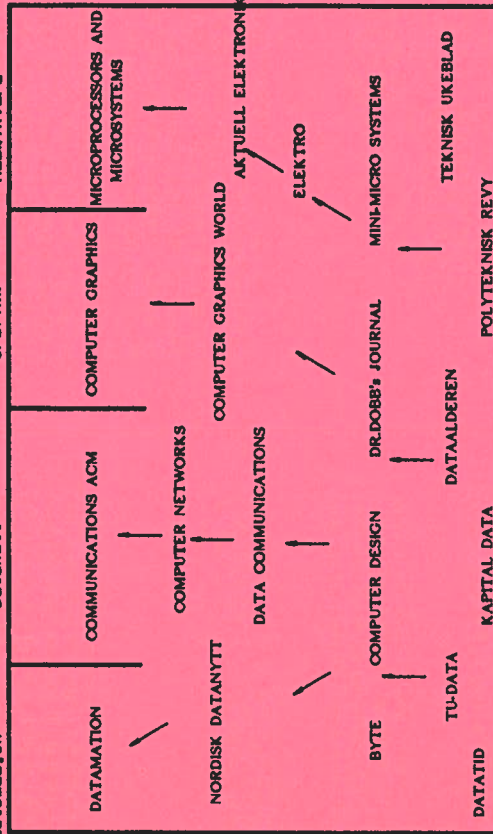 MICROPROCESSORS AND
MICROSYSTEMS
COMPUTER GRAPHICS
COMMUNICATIONS ACM
DATAMATION
AKTUELL ELEKTRONIK
COMPUTER GRAPHICS WORLD
COMPUTER NETWORKS
NORDISK DATANYTT
ELEKTRO
DATA COMMUNICATIONS
MINI-MICRO SYSTEMS
DR.DOBB's JOURNAL
COMPUTER DESIGN
BYTE
TEKNISK UKEBLAD
DATAALDEREN
TU-DATA
POLYTEKNISK REVY
KAPITAL DATA
DATATID